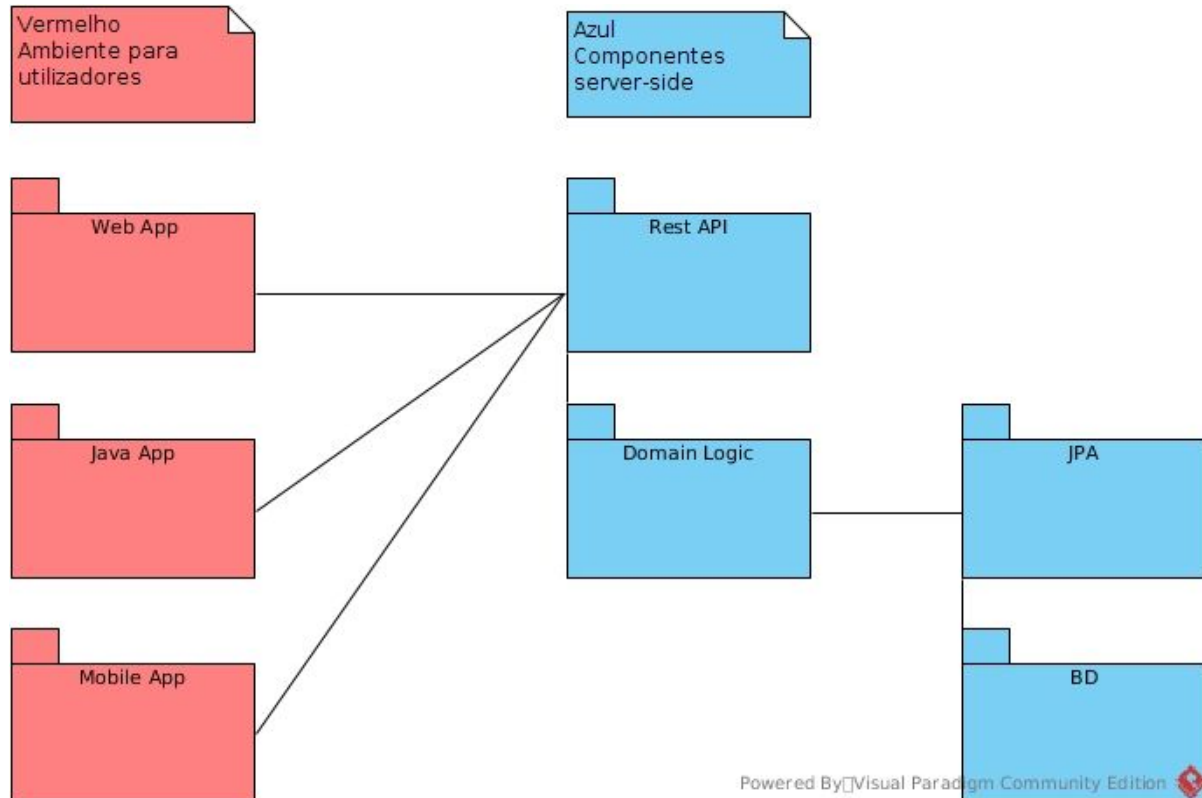 Vermelho
Ambiente para
utilizadores
Azul
Componentes
server-side
Web App
Rest API
Java App
Domain Logic
JPA
Mobile App
BD
Powered By Visual Paradigm Community Edition